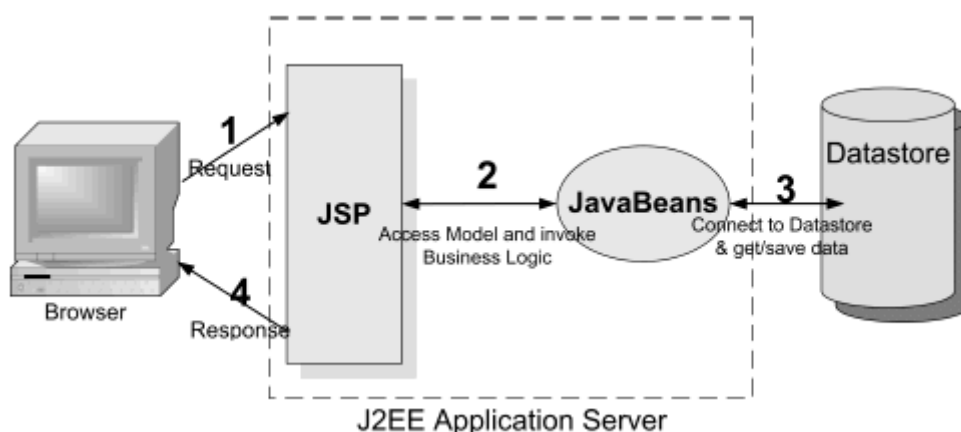 1
Request
Browser
4
Response
JSP
2
Access Model and invoke
Business Logic
JavaBeans
3
Connect to Datastore
& get/save data
Datastore
J2EE Application Server